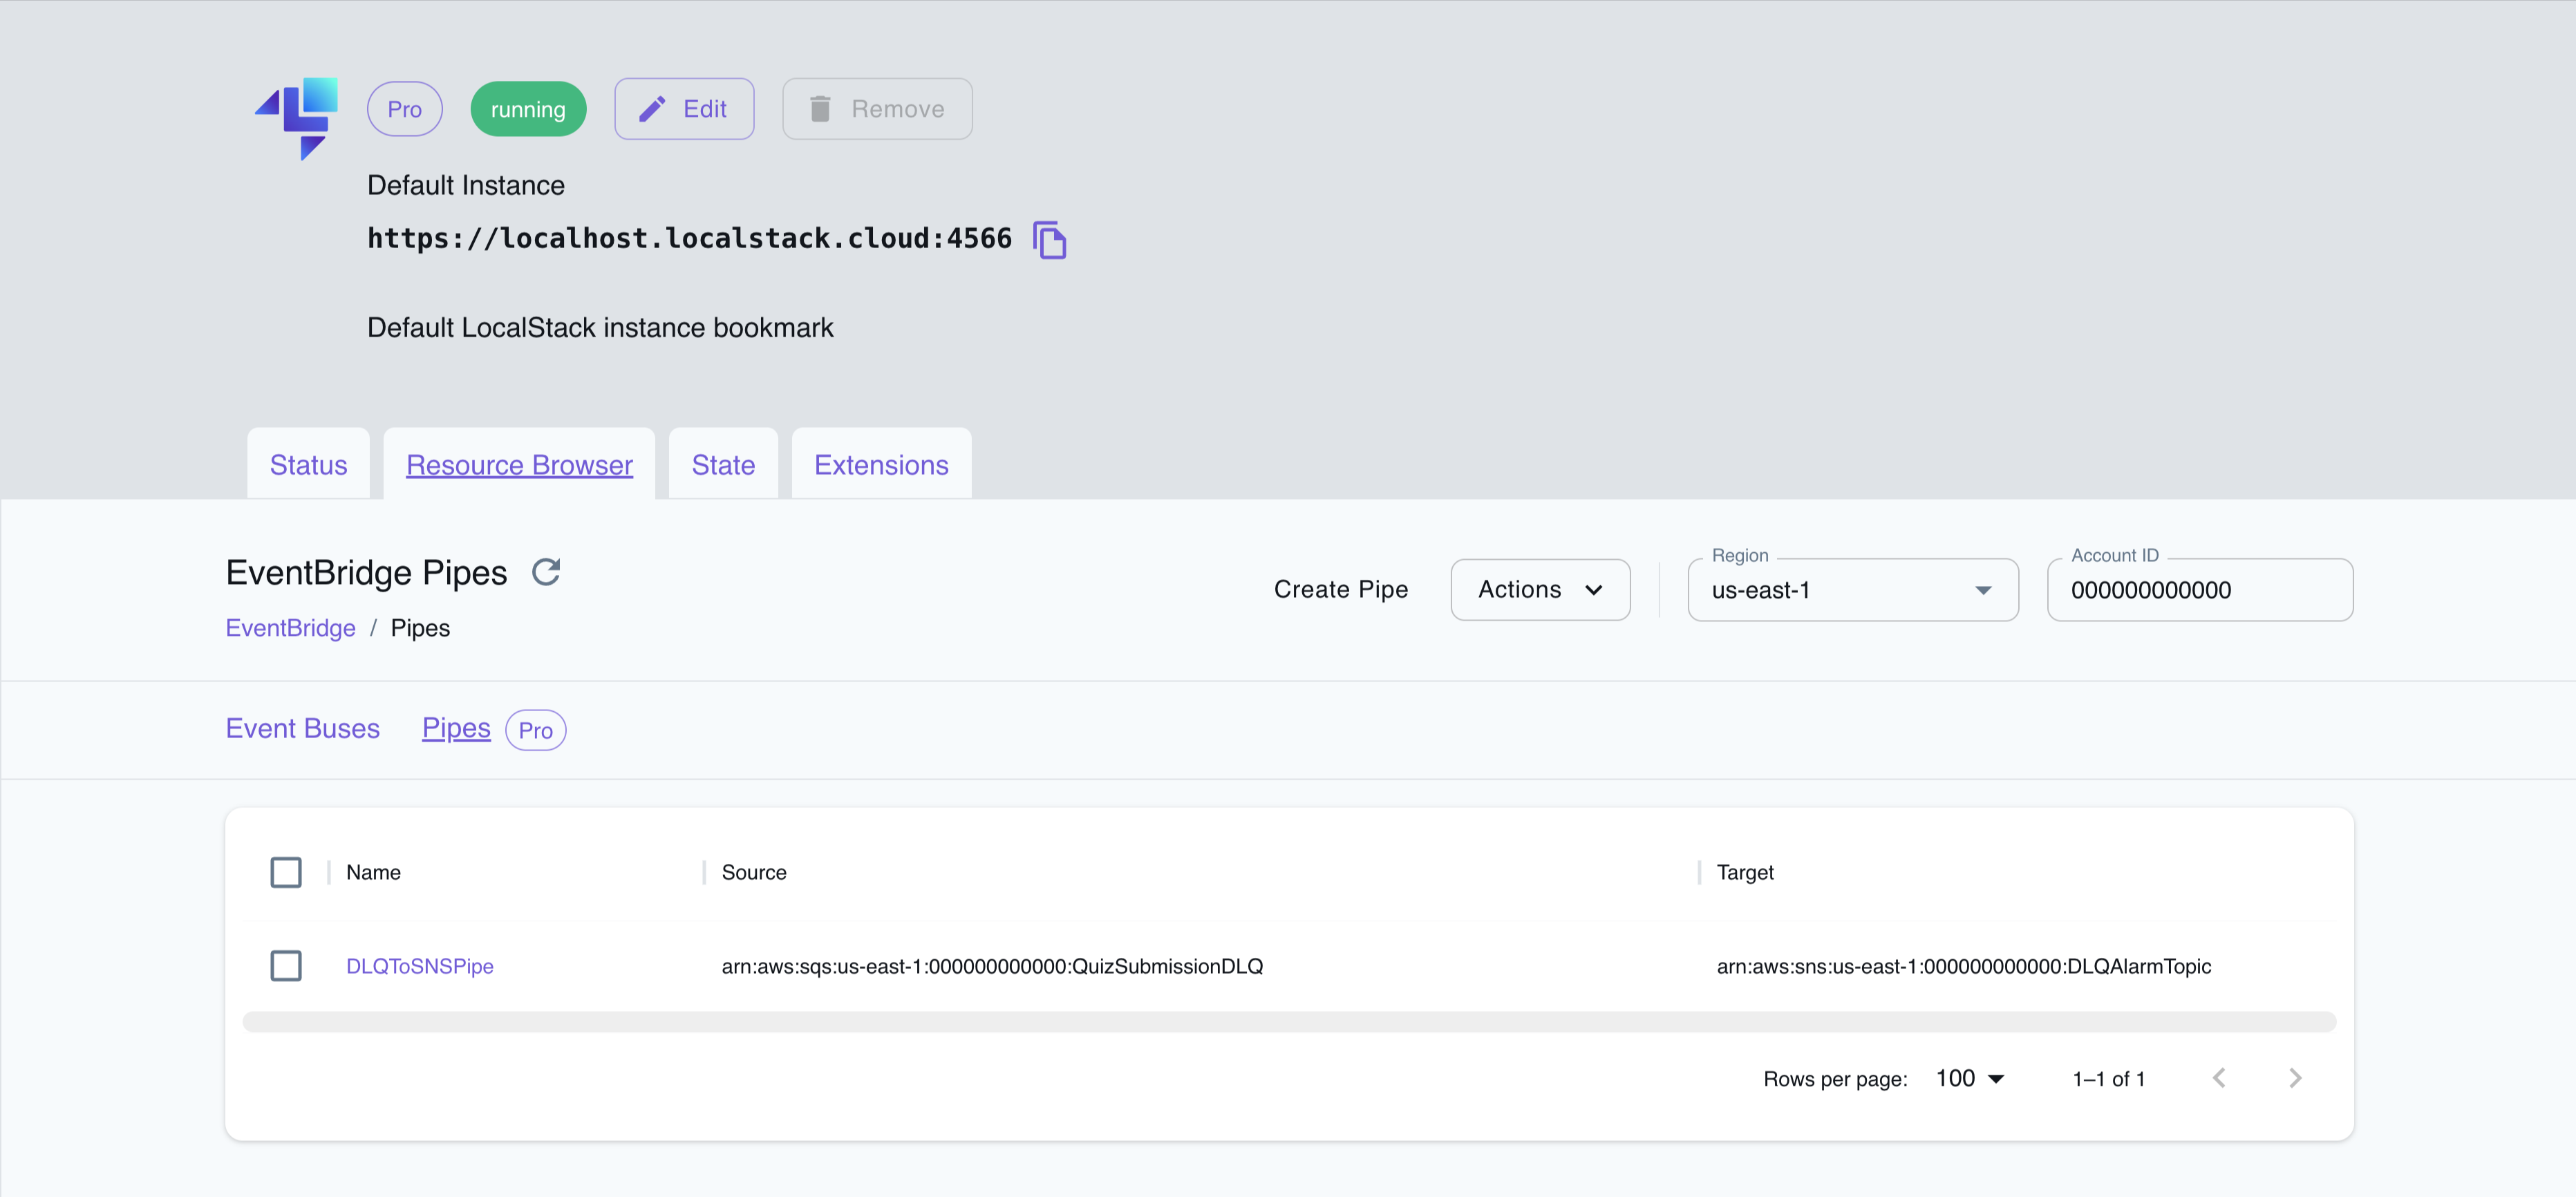 Pro running Edit Remove
Default Instance
https://localhost.localstack.cloud:4566
Default LocalStack instance bookmark
Status Resource Browser State Extensions
EventBridge Pipes
EventBridge / Pipes
Create Pipe Actions
Region
us-east-1
Account ID
000000000000
Event Buses Pipes Pro
Name Source Target
DLQToSNSPipe arn:aws:sqs:us-east-1:000000000000:QuizSubmissionDLQ arn:aws:sns:us-east-1:000000000000:DLQAlarmTopic
Rows per page: 100 1–1 of 1